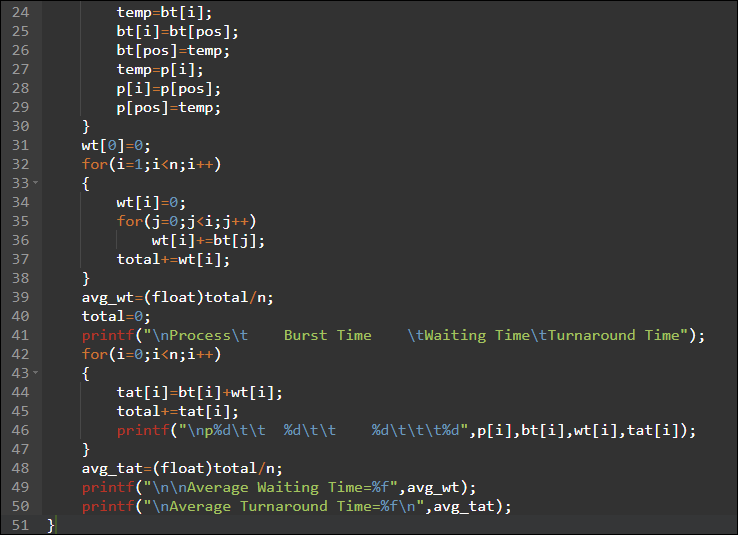 24 temp=bt[i];
25 bt[i]=bt[pos];
26 bt[pos]=temp;
27 temp=p[i];
28 p[i]=p[pos];
29 p[pos]=temp;
30 }
31 wt[0]=0;
32 for(i=1;i<n;i++)
33 {
34 wt[i]=0;
35 for(j=0;j<i;j++)
36 wt[i]+=bt[j];
37 total+=wt[i];
38 }
39 avg_wt=(float)total/n;
40 total=0;
41 printf("\nProcess\t    Burst Time    \tWaiting Time\tTurnaround Time");
42 for(i=0;i<n;i++)
43 {
44 tat[i]=bt[i]+wt[i];
45 total+=tat[i];
46 printf("\np%d\t\t  %d\t\t    %d\t\t\t%d",p[i],bt[i],wt[i],tat[i]);
47 }
48 avg_tat=(float)total/n;
49 printf("\n\nAverage Waiting Time=%f",avg_wt);
50 printf("\nAverage Turnaround Time=%f\n",avg_tat);
51 }